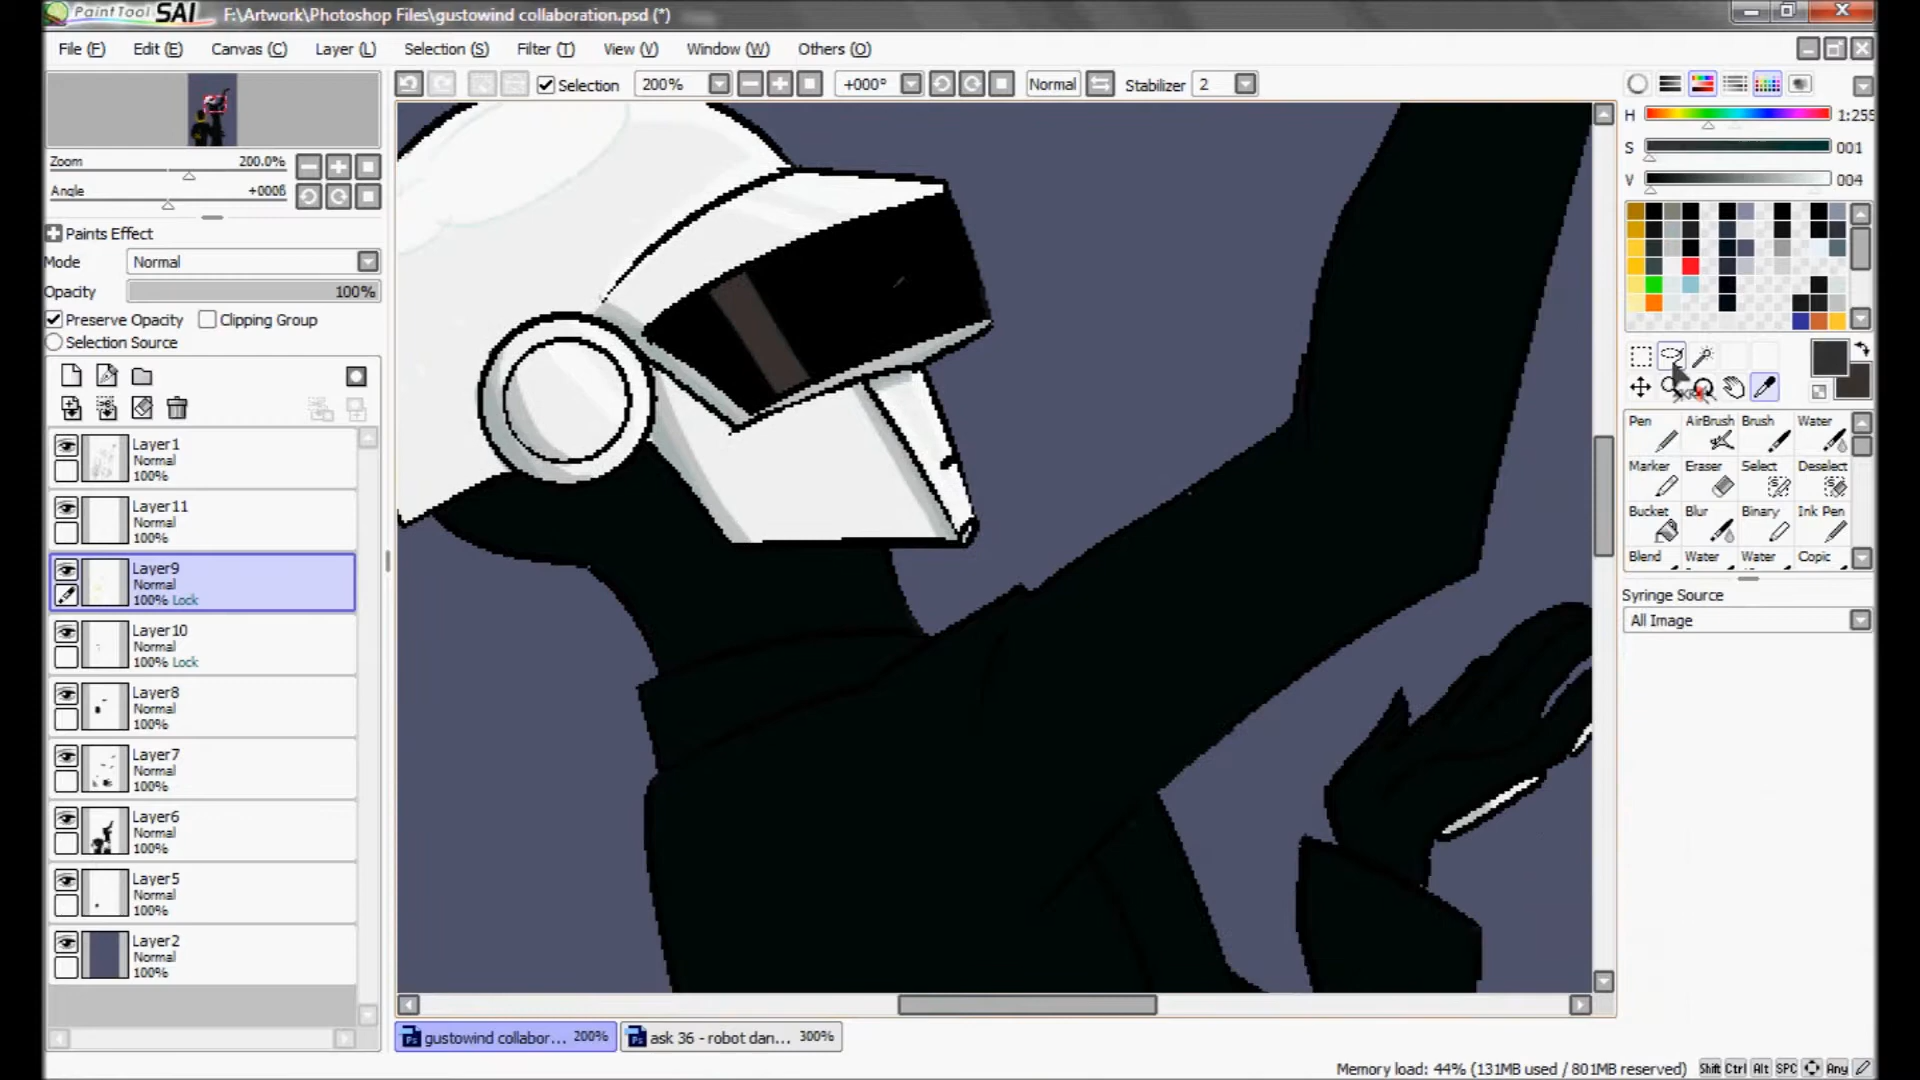 PaintTool SAI F:\Artwork\Photoshop Files\gustowind collaboration.psd (*)
File (F) Edit (E) Canvas (C) Layer (L) Selection (S) Filter (T) View (V) Window (W) Others (O)
Selection 200% +000° Normal Stabilizer 2
Zoom 200.0%
Angle +000ß
Paints Effect
Mode Normal
Opacity 100%
Preserve Opacity Clipping Group
Selection Source
Layer1
Normal
100%
Layer11
Normal
100%
Layer9
Normal
100% Lock
Layer10
Normal
100% Lock
Layer8
Normal
100%
Layer7
Normal
100%
Layer6
Normal
100%
Layer5
Normal
100%
Layer2
Normal
100%
H 1:255
S 001
V 004
Pen AirBrush Brush Water
Marker Eraser Select Deselect
Bucket Blur Binary Ink Pen
Blend Water Water Copic
Syringe Source
All Image
gustowind collabor... 200% ask 36 - robot dan... 300%
Memory load: 44% (131MB used / 801MB reserved) Shift Ctrl Alt SPC Any